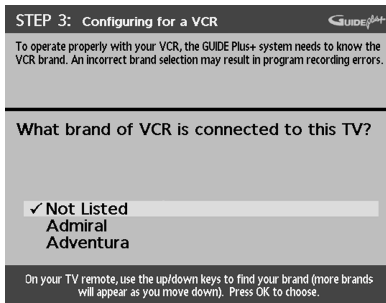 STEP 3: Configuring for a VCR GUIDE plus+
To operate properly with your VCR, the GUIDE Plus+ system needs to know the
VCR brand. An incorrect brand selection may result in program recording errors.
What brand of VCR is connected to this TV?
✓ Not Listed
Admiral
Adventura
On your TV remote, use the up/down keys to find your brand (more brands
will appear as you move down). Press OK to choose.